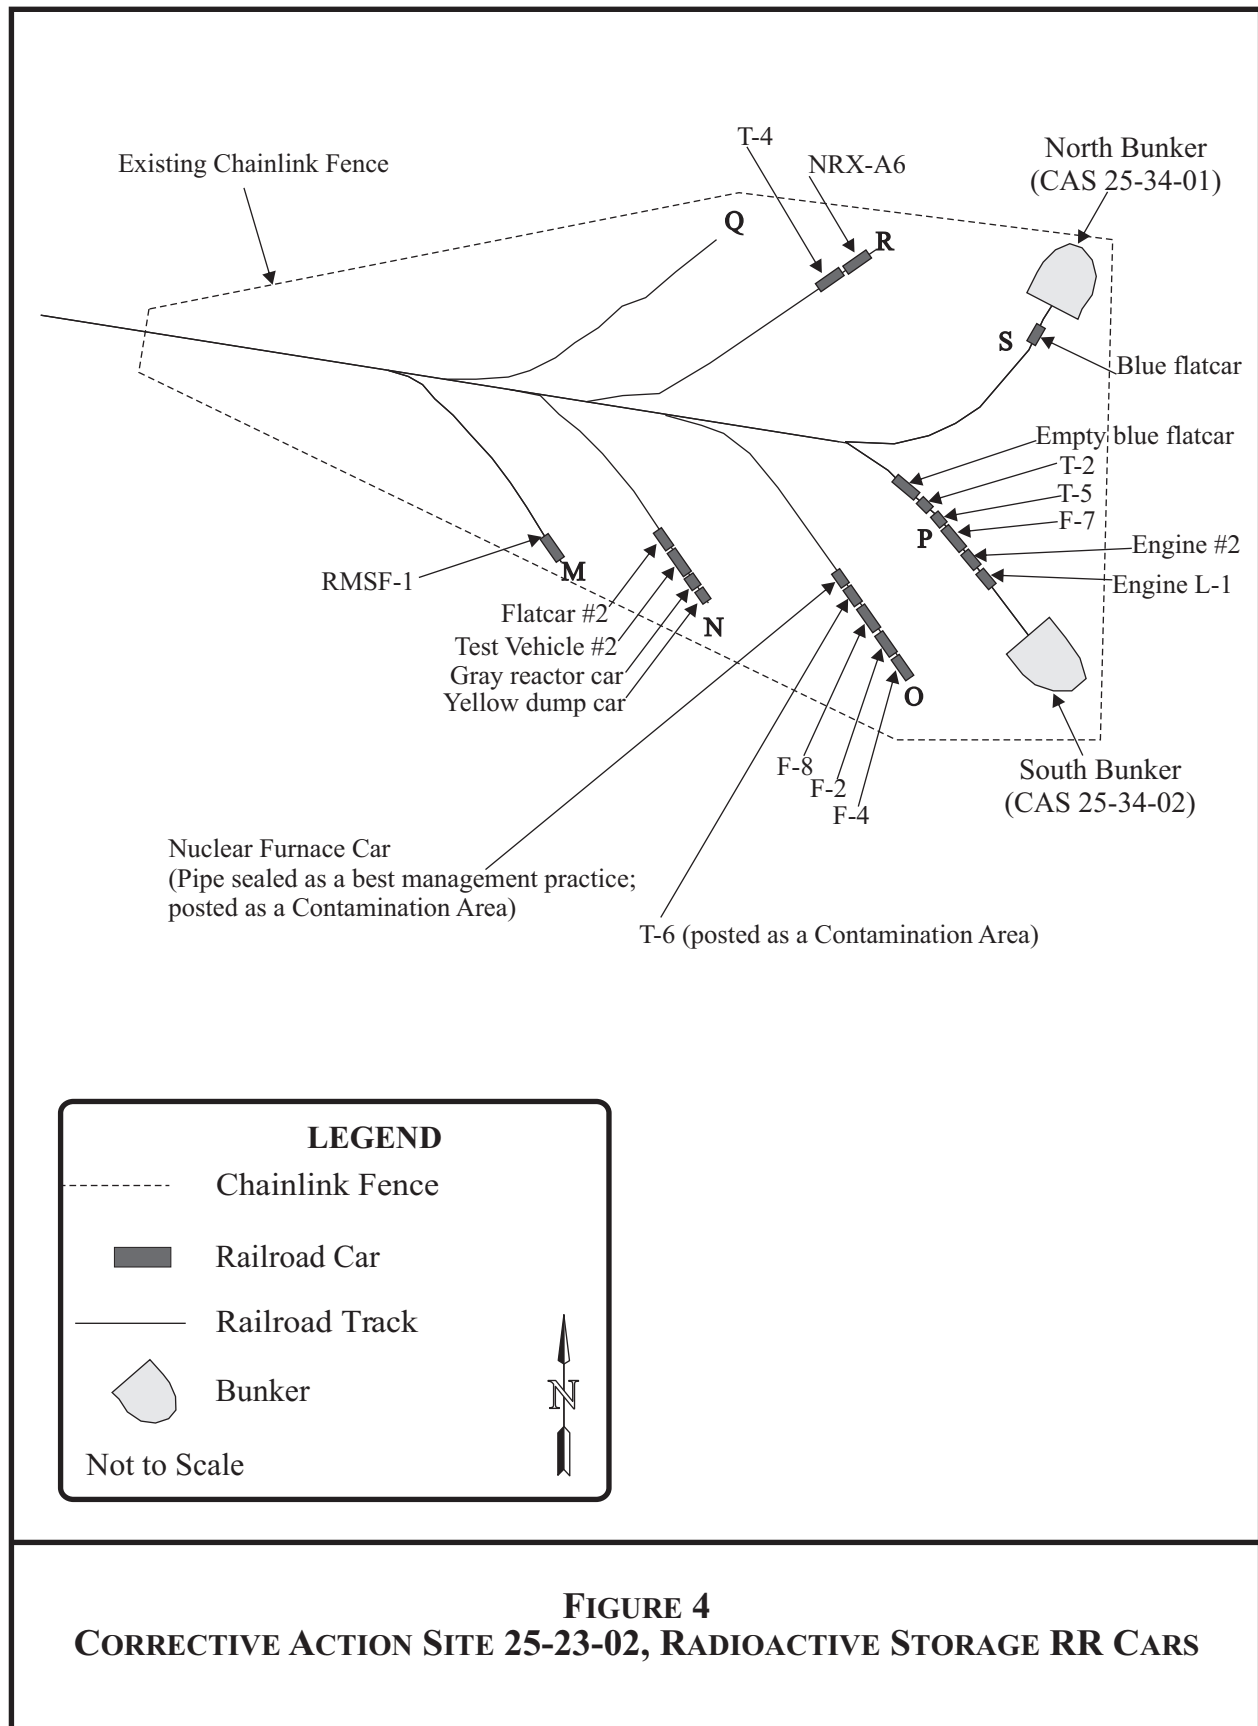 T-4
North Bunker
(CAS 25-34-01)
Existing Chainlink Fence
NRX-A6
Q
R
S
Blue flatcar
Empty blue flatcar
T-2
T-5
F-7
P
Engine #2
Engine L-1
M
RMSF-1
Flatcar #2
N
Test Vehicle #2
Gray reactor car
Yellow dump car
O
F-8
F-2
F-4
South Bunker
(CAS 25-34-02)
Nuclear Furnace Car
(Pipe sealed as a best management practice;
posted as a Contamination Area)
T-6 (posted as a Contamination Area)
LEGEND
Chainlink Fence
Railroad Car
Railroad Track
Bunker
N
Not to Scale
FIGURE 4
CORRECTIVE ACTION SITE 25-23-02, RADIOACTIVE STORAGE RR CARS